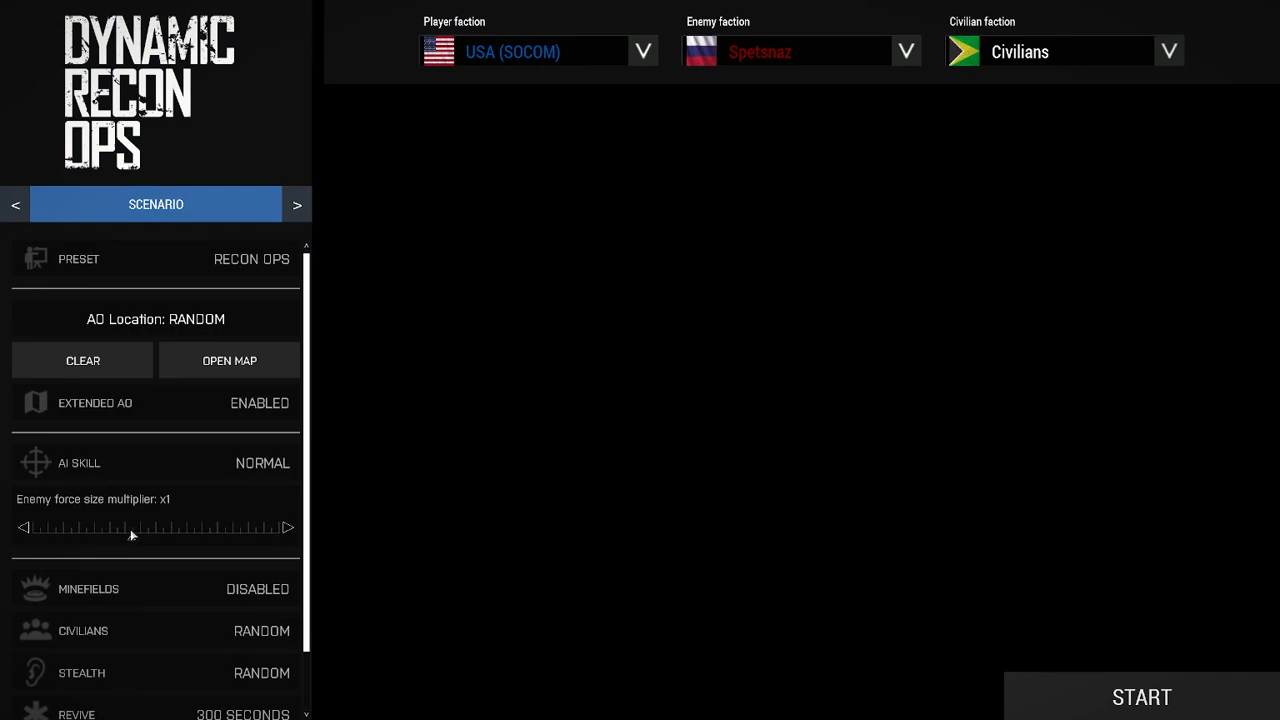 DYNAMIC
RECON
OPS
Player faction
Enemy faction
Civilian faction
USA (SOCOM)
Spetsnaz
Civilians
< SCENARIO >
PRESET RECON OPS
AO Location: RANDOM
CLEAR OPEN MAP
EXTENDED AO ENABLED
AI SKILL NORMAL
Enemy force size multiplier: x1
MINEFIELDS DISABLED
CIVILIANS RANDOM
STEALTH RANDOM
REVIVE 300 SECONDS
START